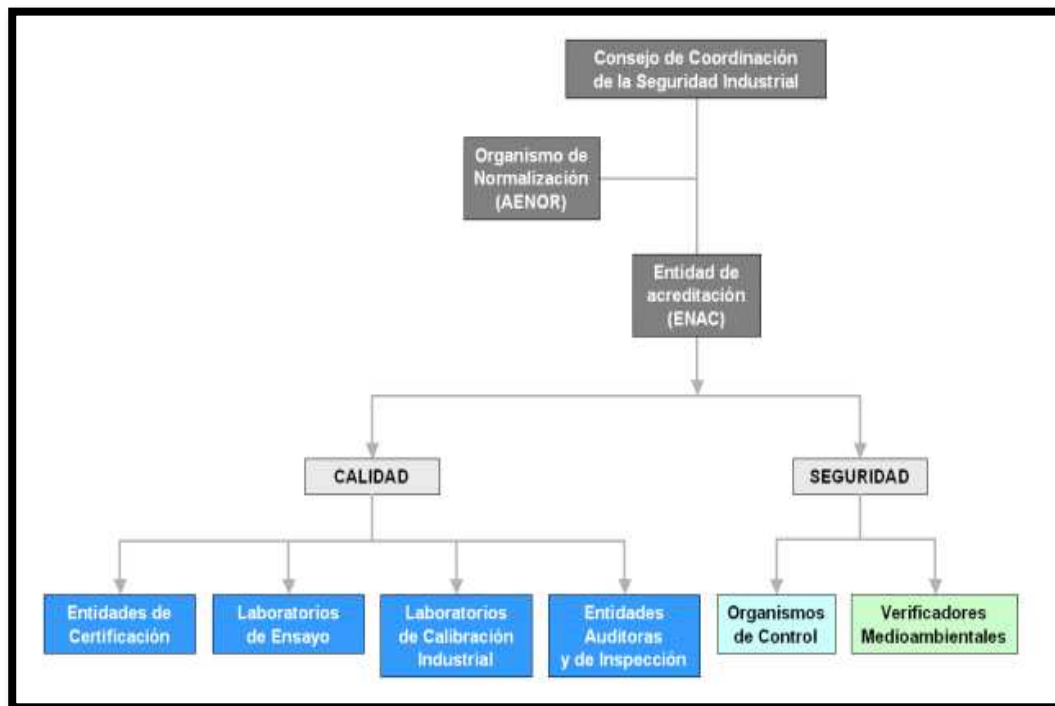 Consejo de Coordinación
de la Seguridad Industrial
Organismo de
Normalización
(AENOR)
Entidad de
acreditación
(ENAC)
CALIDAD
SEGURIDAD
Entidades de
Certificación
Laboratorios
de Ensayo
Laboratorios
de Calibración
Industrial
Entidades
Auditoras
y de Inspección
Organismos
de Control
Verificadores
Medioambientales